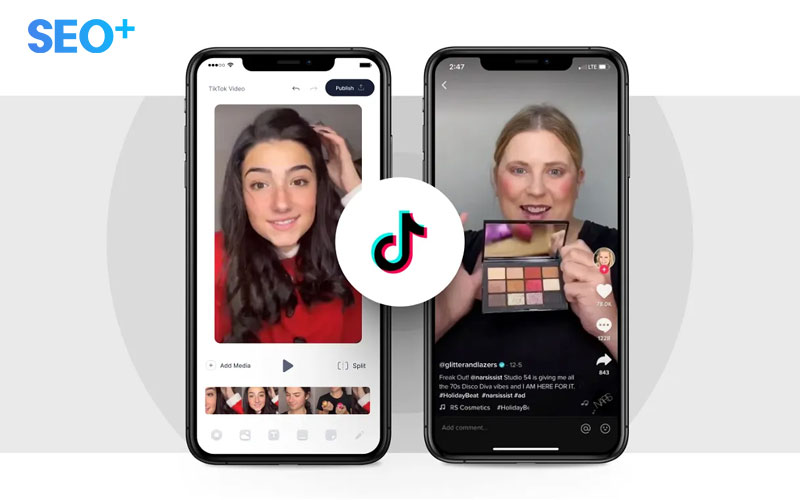 SEO+
TikTok Video
Publish
Add Media
Split
2:47
LTE
78.0K
1228
843
@glitterandlazers · 12-5
Freak Out! @narsissist Studio 54 is giving me all
the 70s Disco Diva vibes and I AM HERE FOR IT.
#HolidayBeat #narsissist #ad
RS Cosmetics #HolidayB
Add comment...